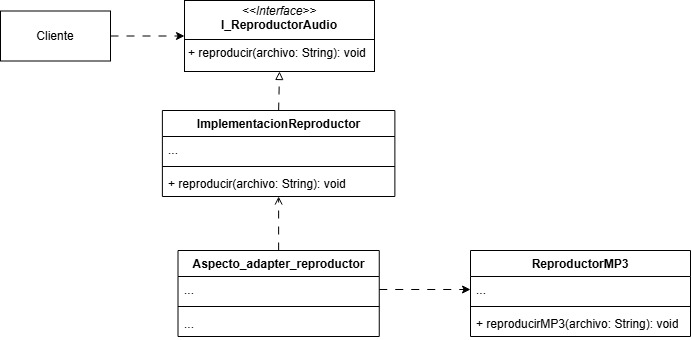 <<Interface>>
I_ReproductorAudio
Cliente
+ reproducir(archivo: String): void
ImplementacionReproductor
...
+ reproducir(archivo: String): void
Aspecto_adapter_reproductor
...
...
ReproductorMP3
...
+ reproducirMP3(archivo: String): void